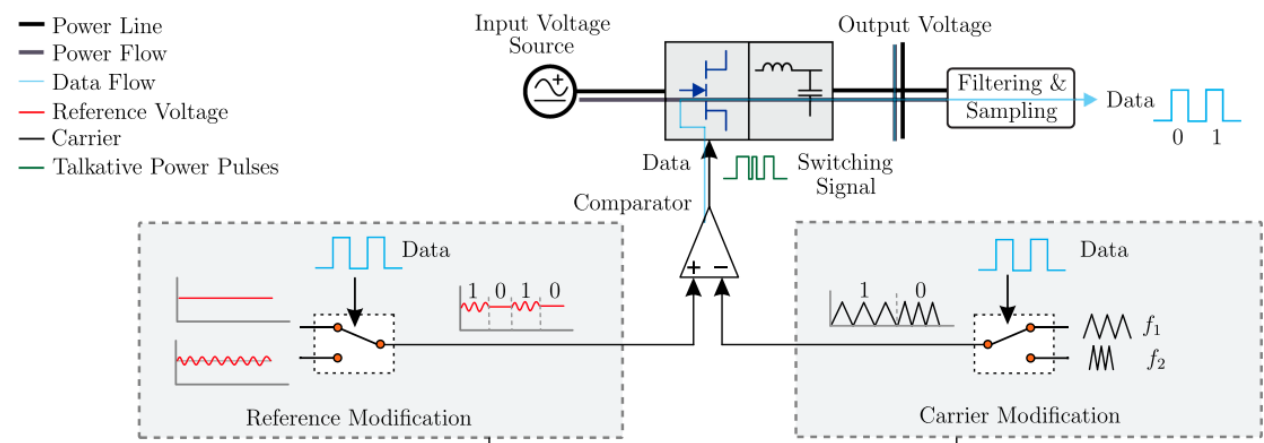 Power Line
Power Flow
Data Flow
Reference Voltage
Carrier
Talkative Power Pulses
Input Voltage
Source
Output Voltage
Filtering &
Sampling
Data
0 1
Data
Switching
Signal
Comparator
+ −
Data
1 0 1 0
Reference Modification
Data
1 0
f1
f2
Carrier Modification